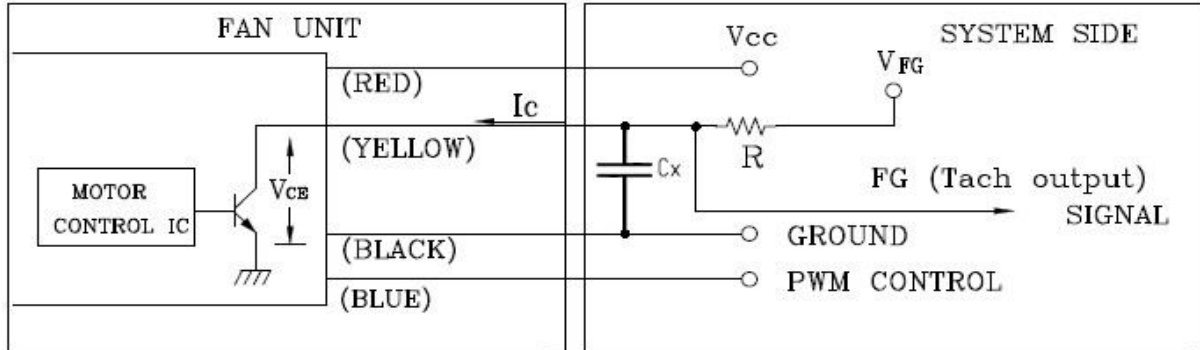 FAN UNIT
SYSTEM SIDE
Vcc
VFG
(RED)
Ic
(YELLOW)
R
Cx
VCE
FG (Tach output)
SIGNAL
MOTOR
CONTROL IC
(BLACK)
GROUND
(BLUE)
PWM CONTROL